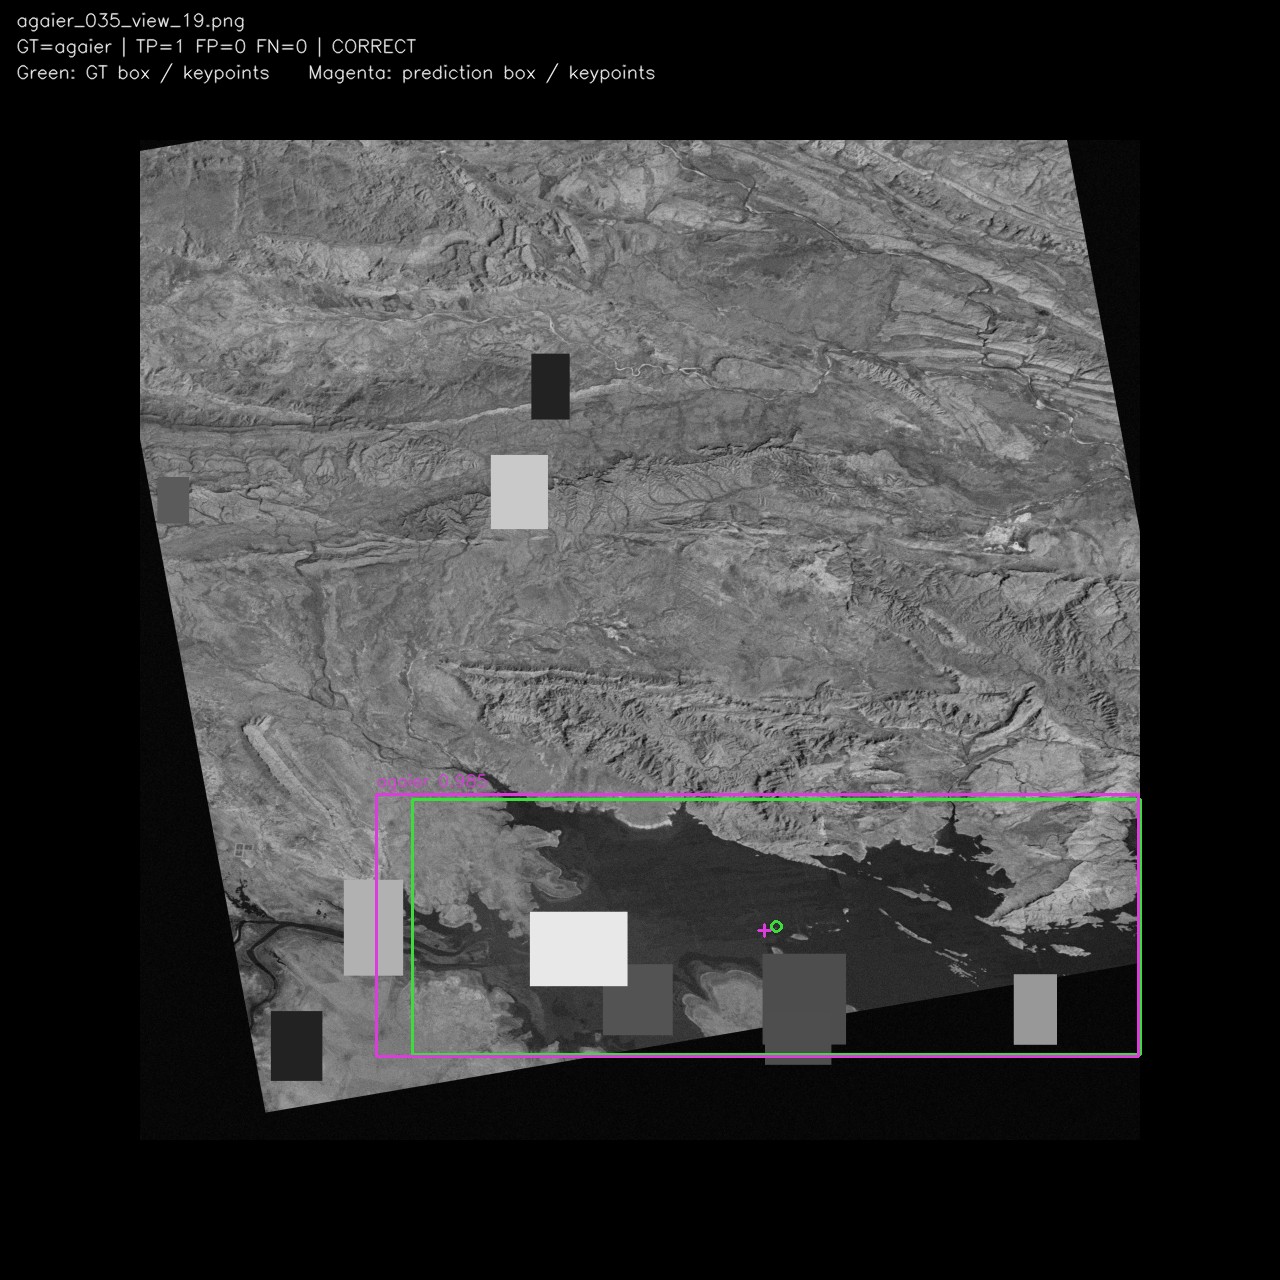 agaier_035_view_19.png
GT=agaier | TP=1 FP=0 FN=0 | CORRECT
Green: GT box / keypoints    Magenta: prediction box / keypoints
agaier